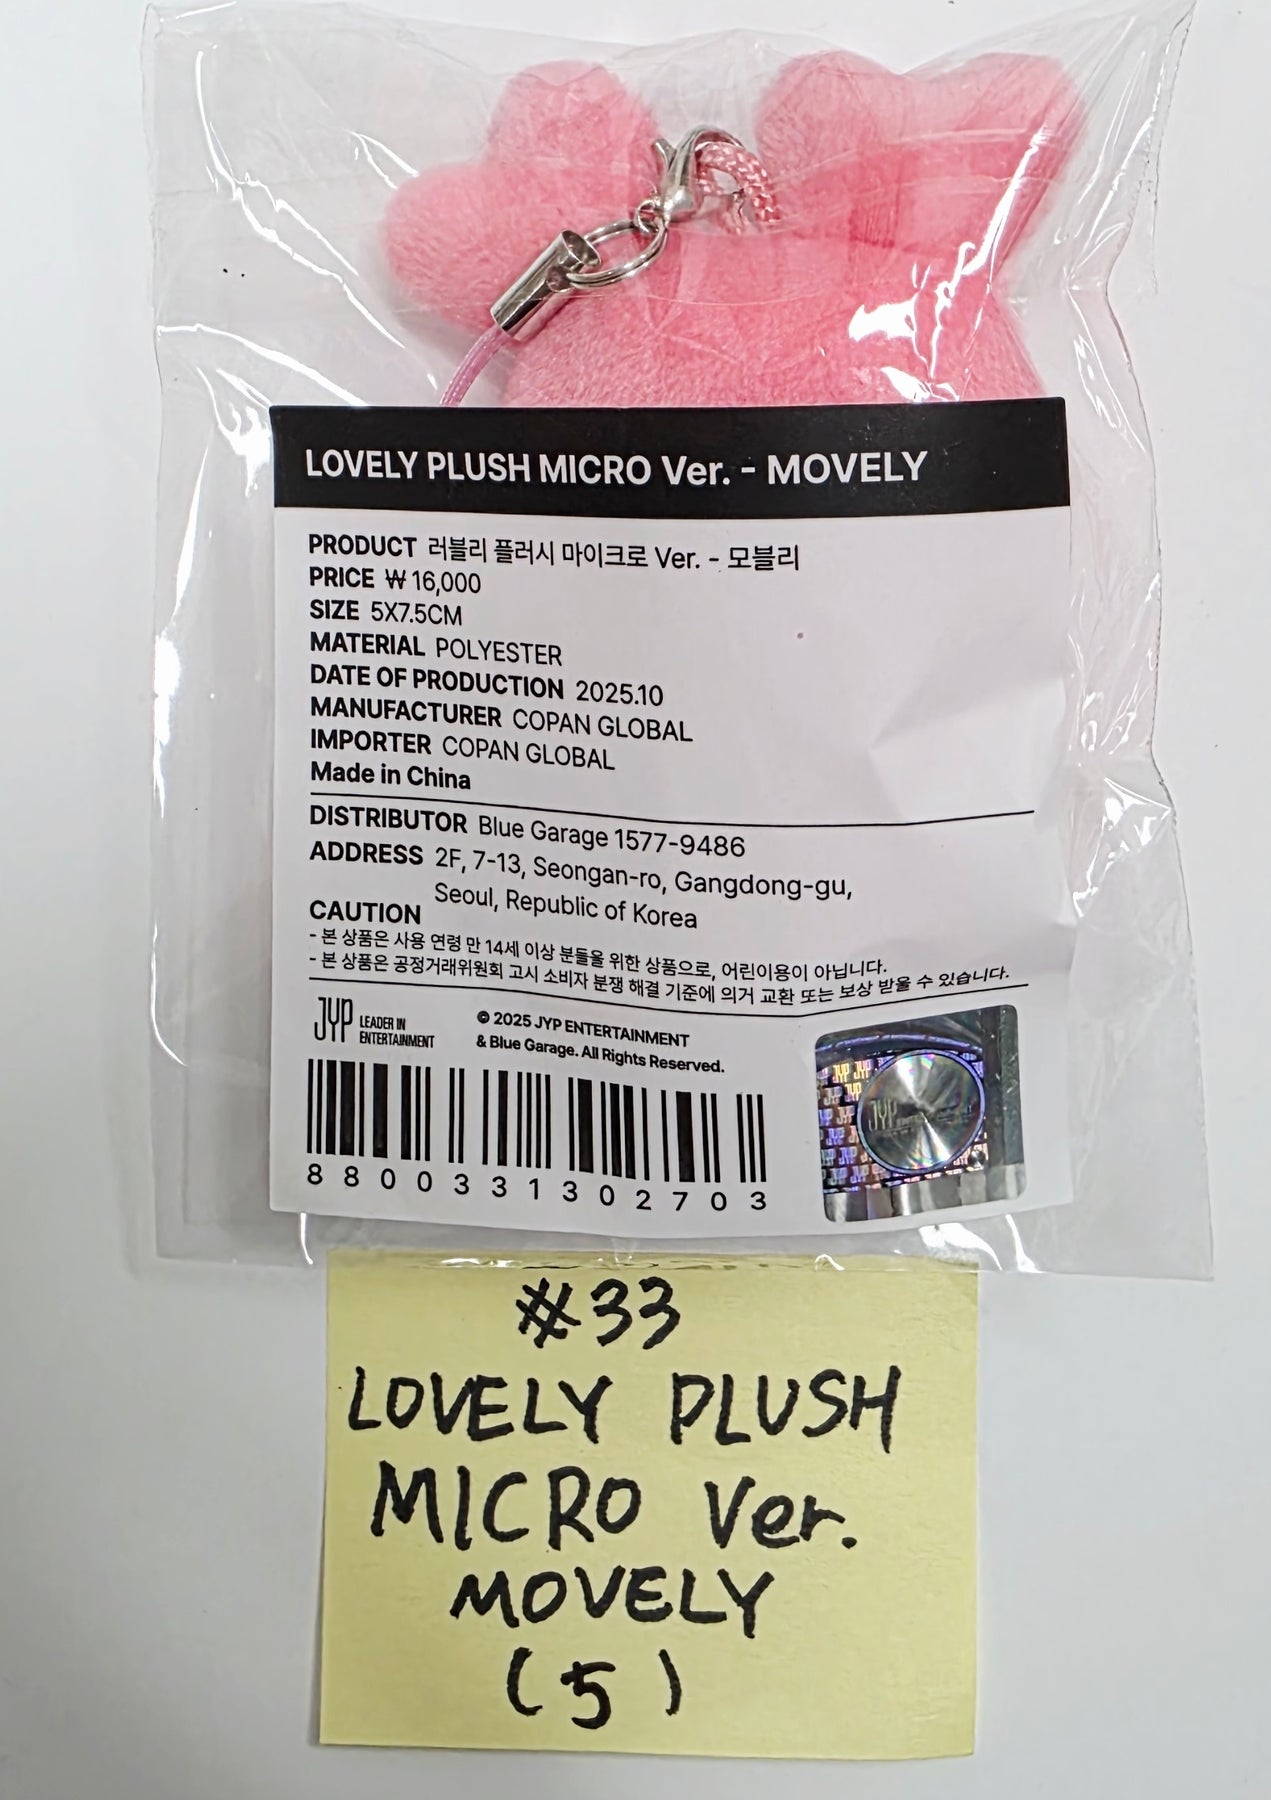 LOVELY PLUSH MICRO Ver. - MOVELY
PRODUCT 러블리 플러시 마이크로 Ver. - 모블리
PRICE ₩ 16,000
SIZE 5X7.5CM
MATERIAL POLYESTER
DATE OF PRODUCTION 2025.10
MANUFACTURER COPAN GLOBAL
IMPORTER COPAN GLOBAL
Made in China
DISTRIBUTOR Blue Garage 1577-9486
ADDRESS 2F, 7-13, Seongan-ro, Gangdong-gu,
Seoul, Republic of Korea
CAUTION
- 본 상품은 사용 연령 만 14세 이상 분들을 위한 상품으로, 어린이용이 아닙니다.
- 본 상품은 공정거래위원회 고시 소비자 분쟁 해결 기준에 의거 교환 또는 보상 받을 수 있습니다.
JYP LEADER IN
ENTERTAINMENT
© 2025 JYP ENTERTAINMENT
& Blue Garage. All Rights Reserved.
8800331302703
JYP
#33
LOVELY PLUSH
MICRO Ver.
MOVELY
(5)